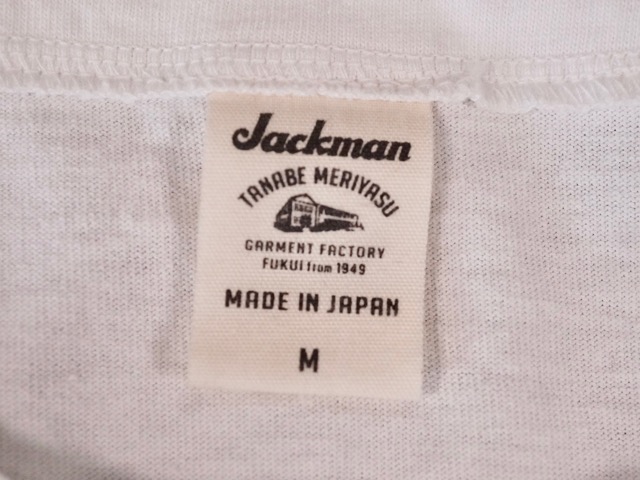 Jackman
TANABE MERIYASU
GARMENT FACTORY
FUKUI from 1949
MADE IN JAPAN
M